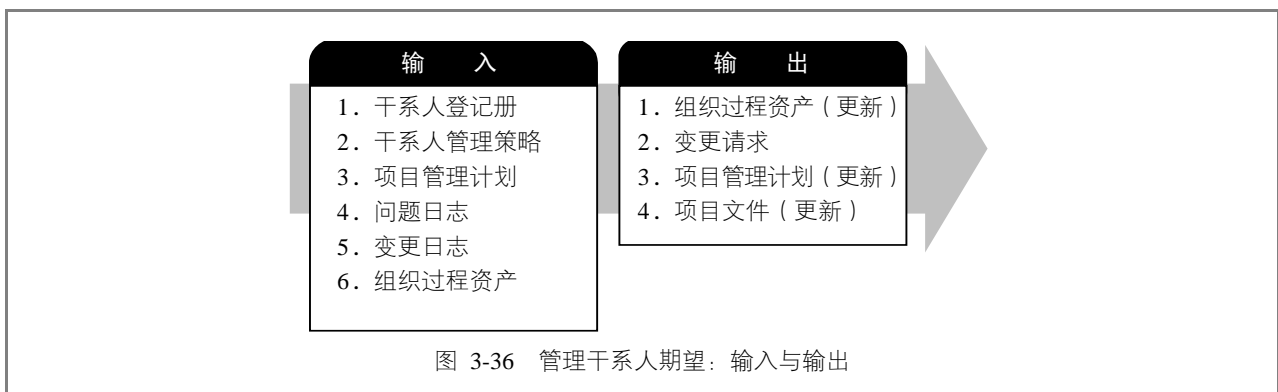 输 入
1. 干系人登记册
2. 干系人管理策略
3. 项目管理计划
4. 问题日志
5. 变更日志
6. 组织过程资产
输 出
1. 组织过程资产（更新）
2. 变更请求
3. 项目管理计划（更新）
4. 项目文件（更新）
图 3-36 管理干系人期望：输入与输出